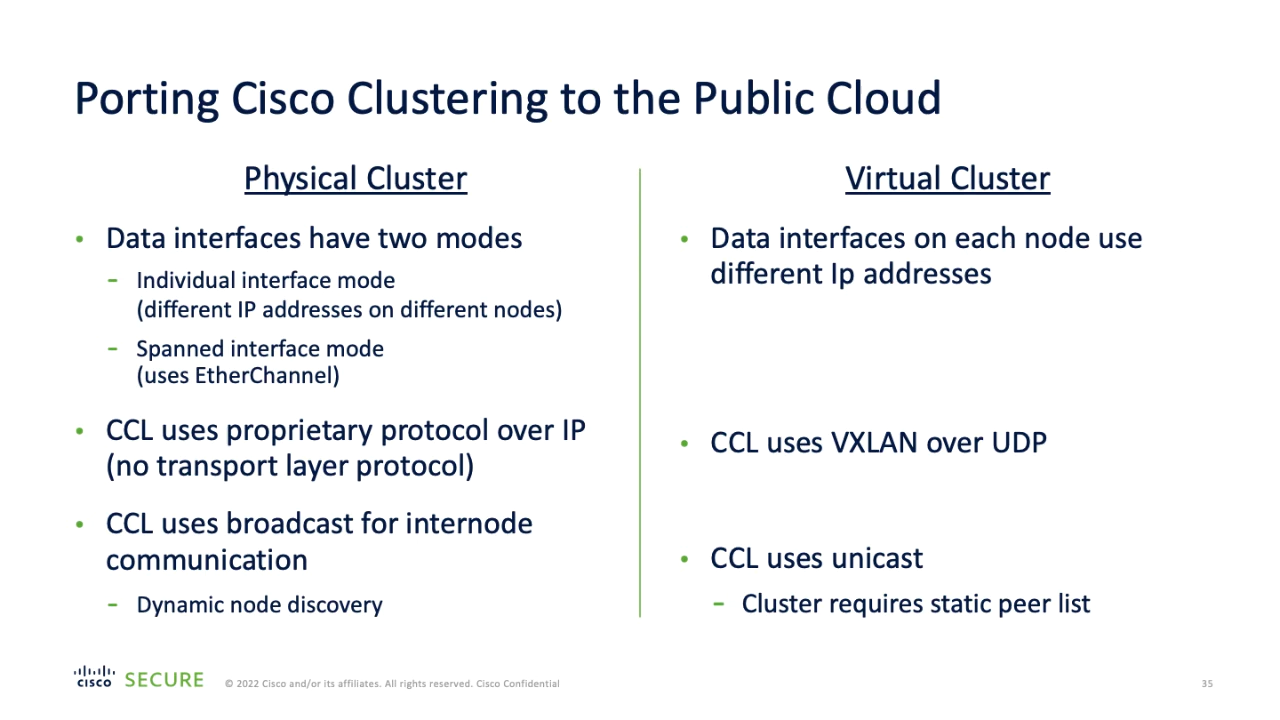 Porting Cisco Clustering to the Public Cloud
Physical Cluster
• Data interfaces have two modes
– Individual interface mode
(different IP addresses on different nodes)
– Spanned interface mode
(uses EtherChannel)
• CCL uses proprietary protocol over IP
(no transport layer protocol)
• CCL uses broadcast for internode
communication
– Dynamic node discovery
Virtual Cluster
• Data interfaces on each node use
different Ip addresses
• CCL uses VXLAN over UDP
• CCL uses unicast
– Cluster requires static peer list
CISCO SECURE
© 2022 Cisco and/or its affiliates. All rights reserved. Cisco Confidential
35